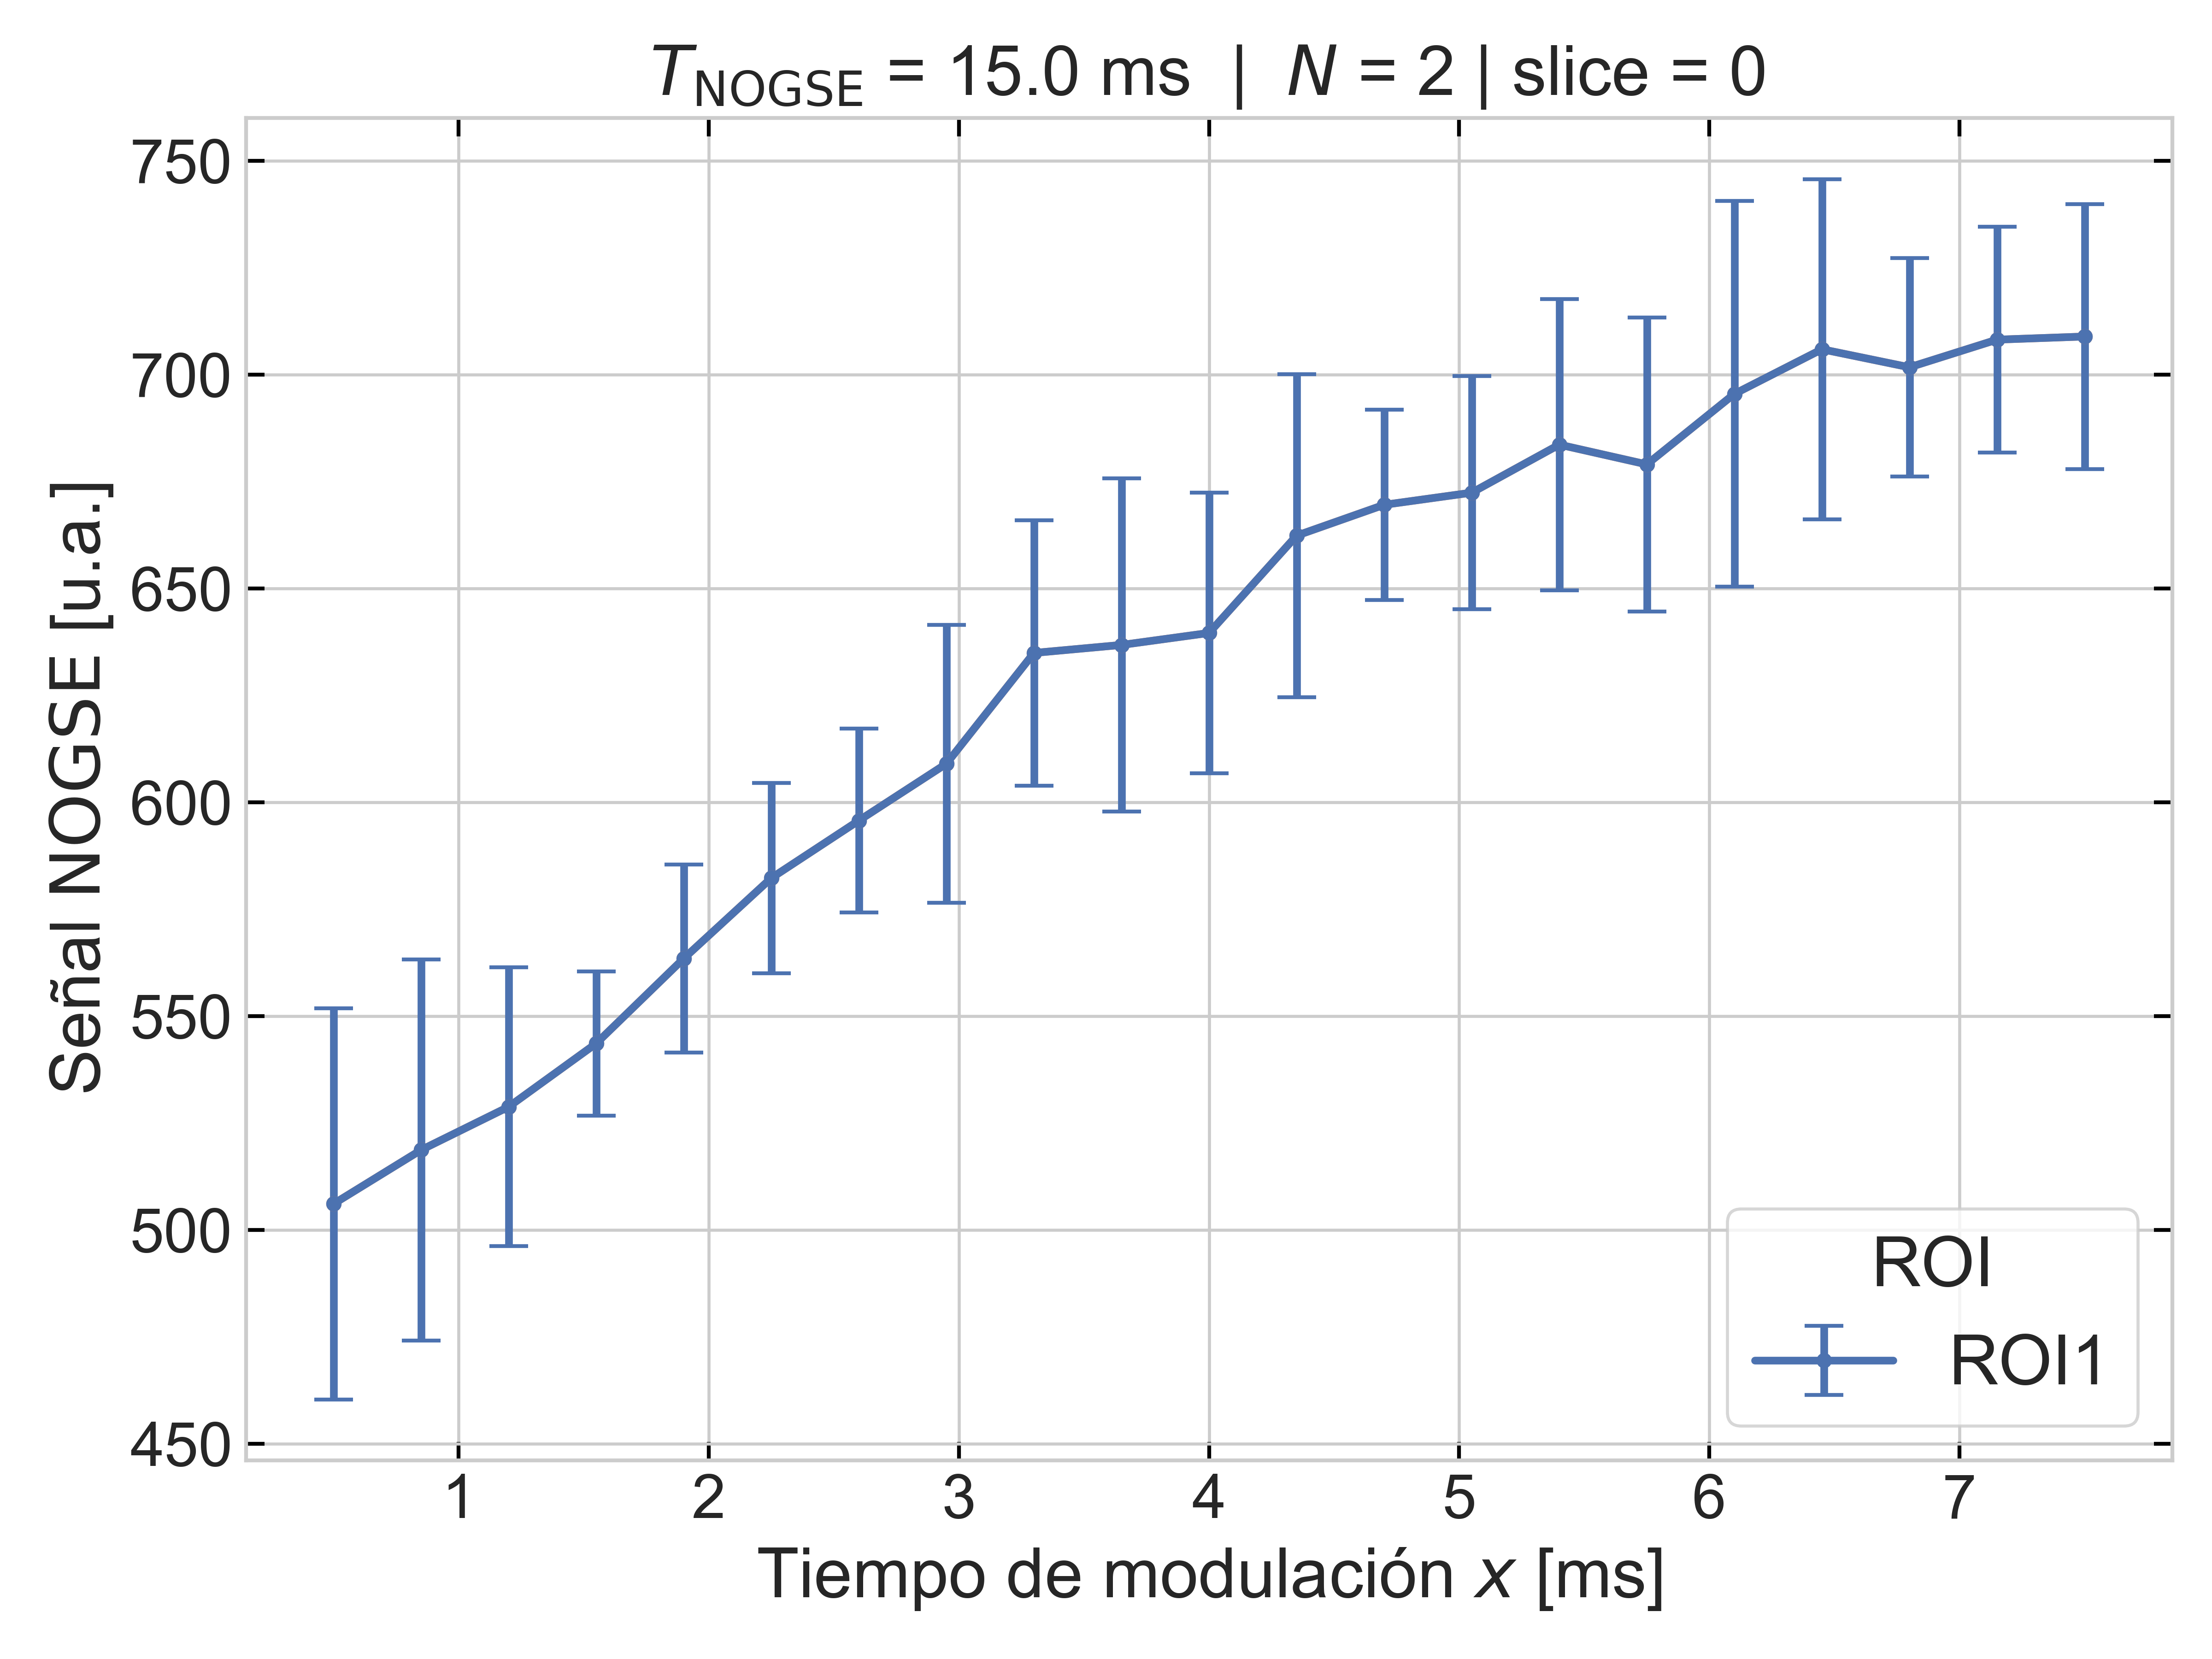 T_NOGSE = 15.0 ms | N = 2 | slice = 0
Señal NOGSE [u.a.]
750
700
650
600
550
500
450
ROI
ROI1
1 2 3 4 5 6 7
Tiempo de modulación x [ms]